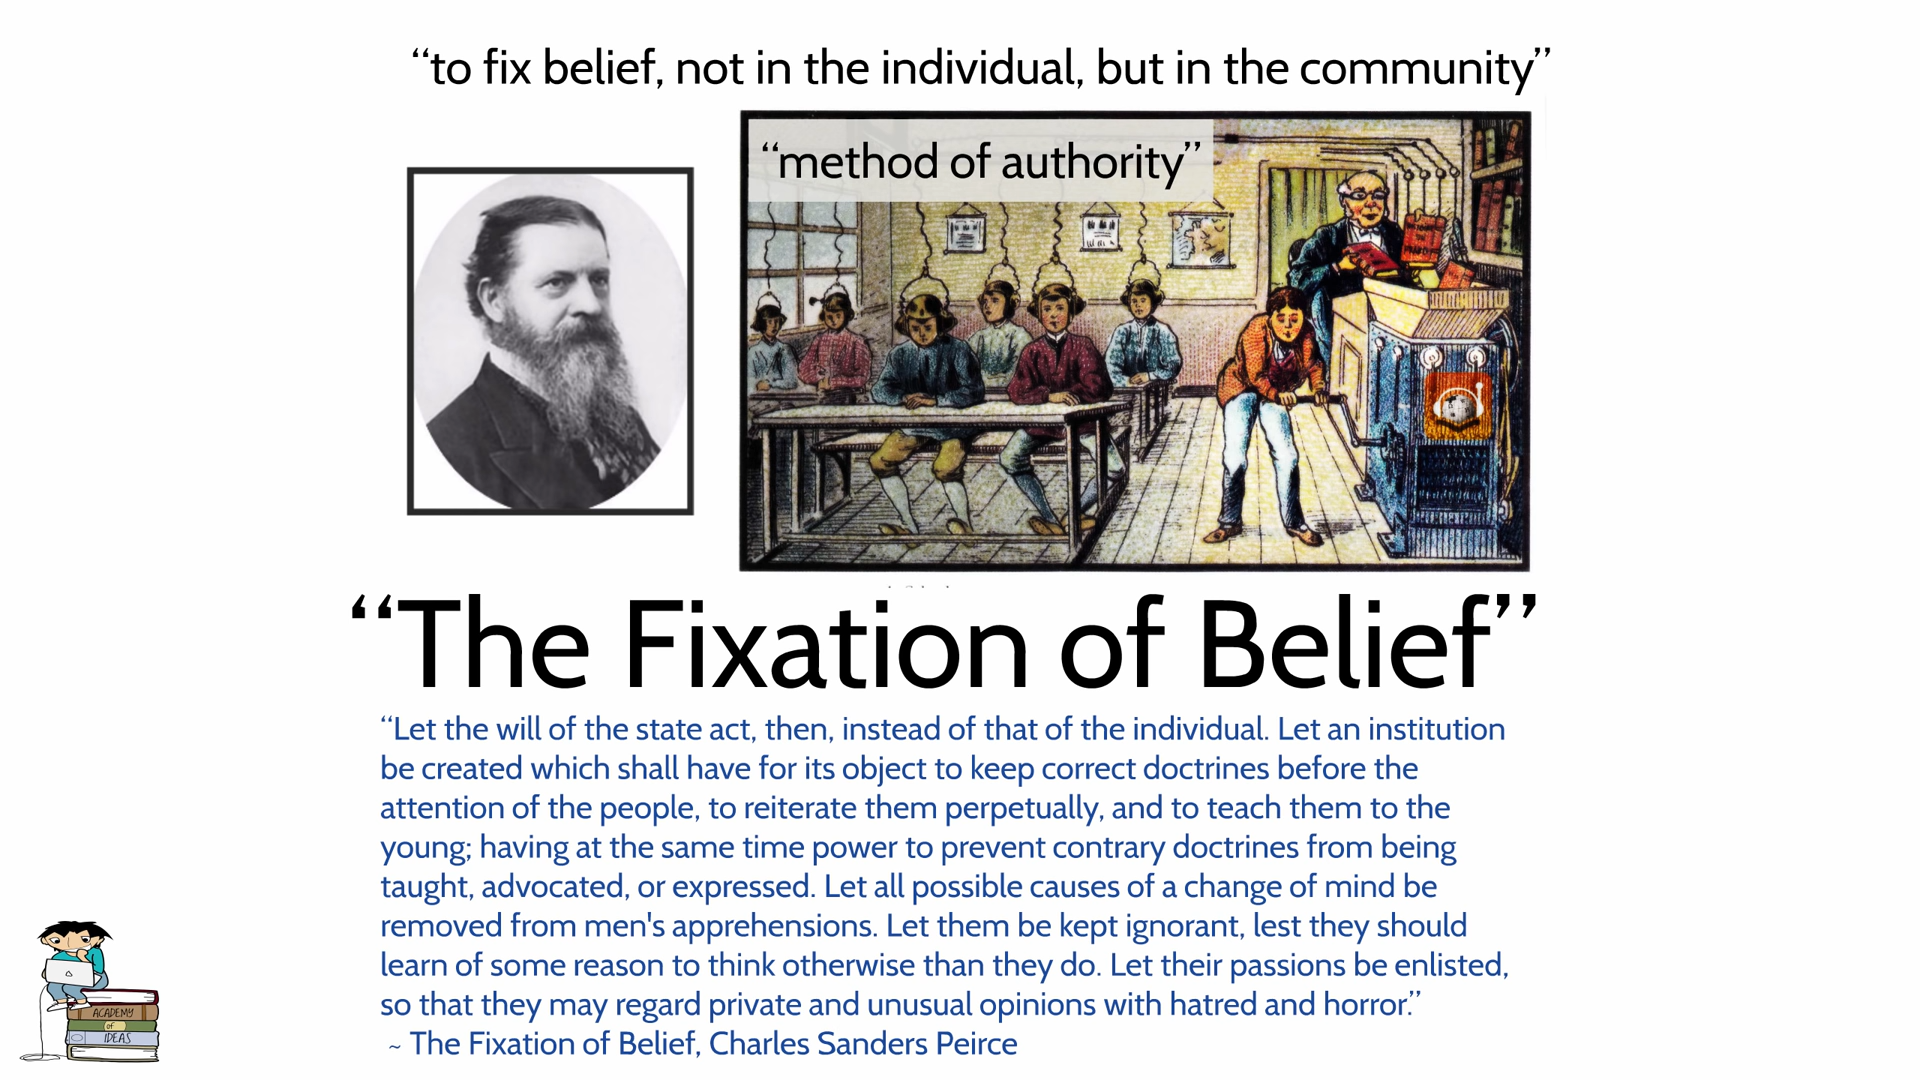 “to fix belief, not in the individual, but in the community”
“method of authority”
“The Fixation of Belief”
“Let the will of the state act, then, instead of that of the individual. Let an institution
be created which shall have for its object to keep correct doctrines before the
attention of the people, to reiterate them perpetually, and to teach them to the
young; having at the same time power to prevent contrary doctrines from being
taught, advocated, or expressed. Let all possible causes of a change of mind be
removed from men's apprehensions. Let them be kept ignorant, lest they should
learn of some reason to think otherwise than they do. Let their passions be enlisted,
so that they may regard private and unusual opinions with hatred and horror.”
~ The Fixation of Belief, Charles Sanders Peirce
ACADEMY
of
IDEAS